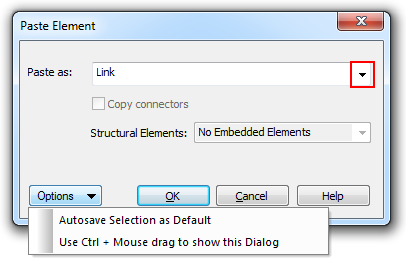 Paste Element
Paste as: Link
Copy connectors
Structural Elements: No Embedded Elements
Options OK Cancel Help
Autosave Selection as Default
Use Ctrl + Mouse drag to show this Dialog